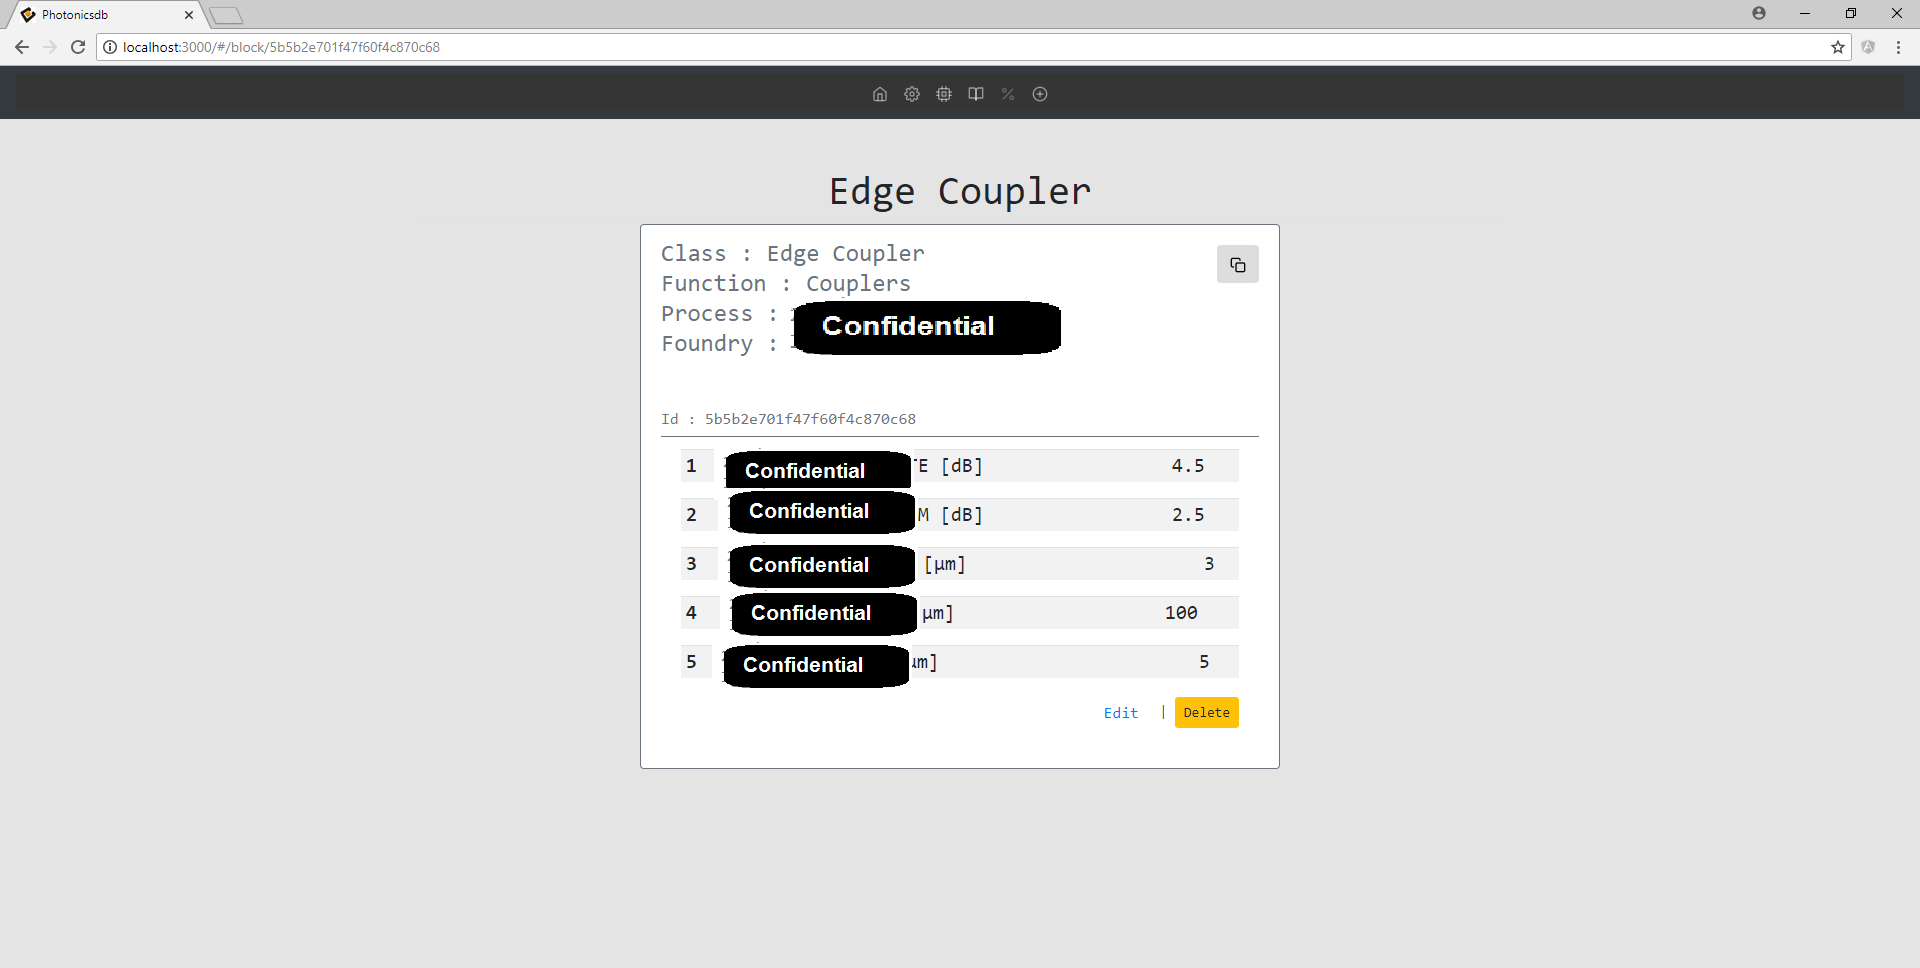 Photonicsdb
localhost:3000/#/block/5b5b2e701f47f60f4c870c68
Edge Coupler
Class : Edge Coupler
Function : Couplers
Process : Confidential
Foundry :
Id : 5b5b2e701f47f60f4c870c68
1 Confidential TE [dB] 4.5
2 Confidential M [dB] 2.5
3 Confidential [µm] 3
4 Confidential µm] 100
5 Confidential µm] 5
Edit | Delete